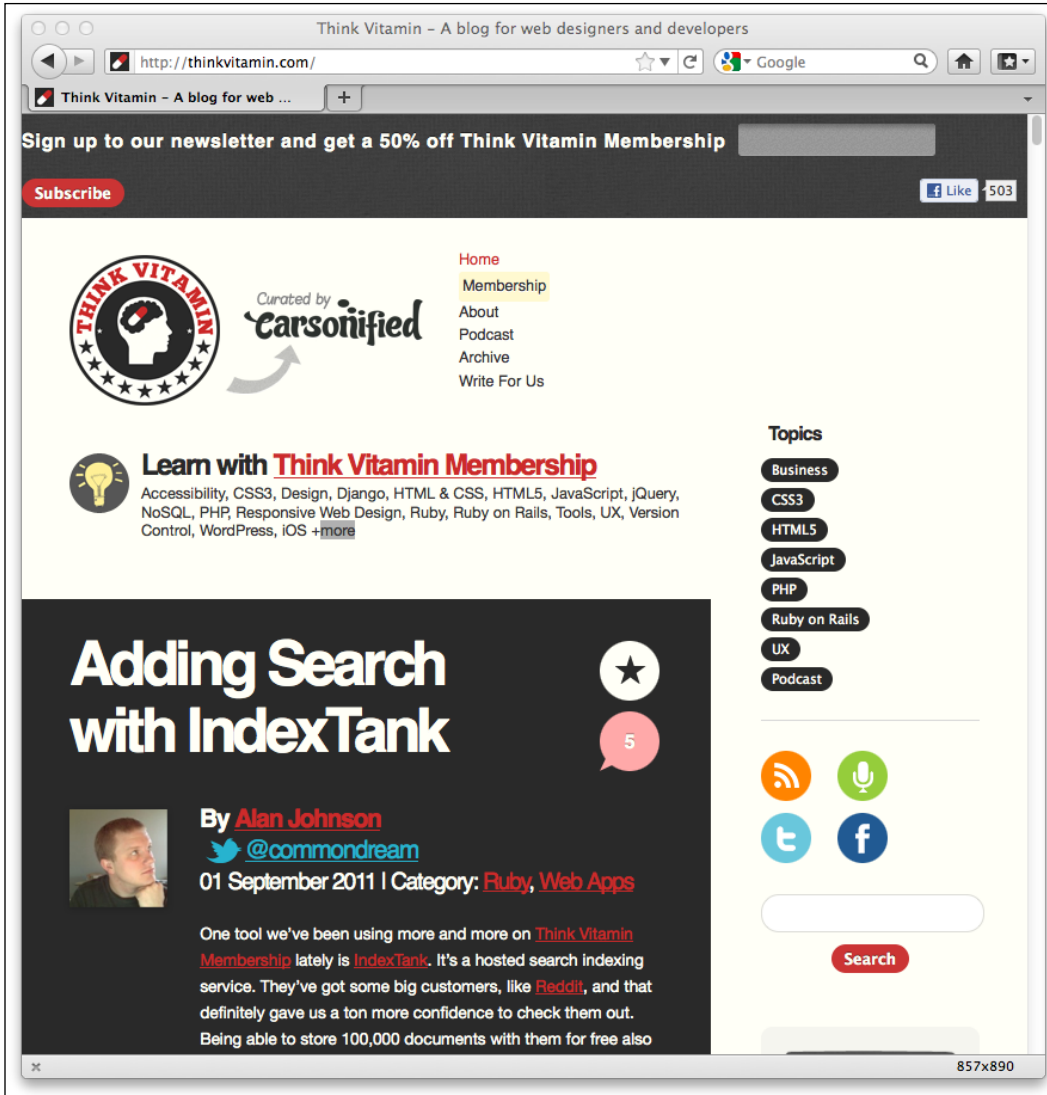 Think Vitamin – A blog for web designers and developers
http://thinkvitamin.com/
Google
Think Vitamin – A blog for web ...
Sign up to our newsletter and get a 50% off Think Vitamin Membership
Subscribe
Like
503
THINK VITAMIN
Curated by
carsonified
Home
Membership
About
Podcast
Archive
Write For Us
Learn with Think Vitamin Membership
Accessibility, CSS3, Design, Django, HTML & CSS, HTML5, JavaScript, jQuery,
NoSQL, PHP, Responsive Web Design, Ruby, Ruby on Rails, Tools, UX, Version
Control, WordPress, iOS +more
Topics
Business
CSS3
HTML5
JavaScript
PHP
Ruby on Rails
UX
Podcast
Adding Search
with IndexTank
5
By Alan Johnson
@commondream
01 September 2011 | Category: Ruby, Web Apps
One tool we've been using more and more on Think Vitamin
Membership lately is IndexTank. It's a hosted search indexing
service. They've got some big customers, like Reddit, and that
definitely gave us a ton more confidence to check them out.
Being able to store 100,000 documents with them for free also
Search
857x890